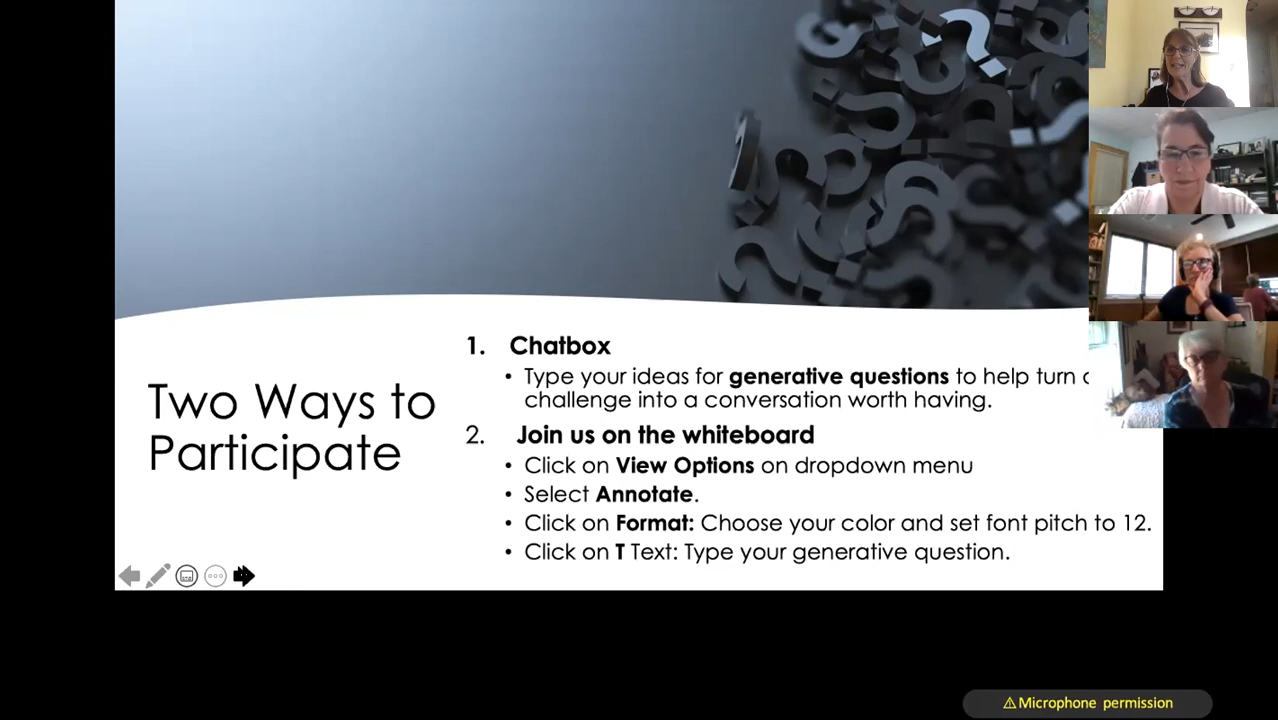 Two Ways to
Participate
1. Chatbox
• Type your ideas for generative questions to help turn
challenge into a conversation worth having.
2. Join us on the whiteboard
• Click on View Options on dropdown menu
• Select Annotate.
• Click on Format: Choose your color and set font pitch to 12.
• Click on T Text: Type your generative question.
⚠Microphone permission